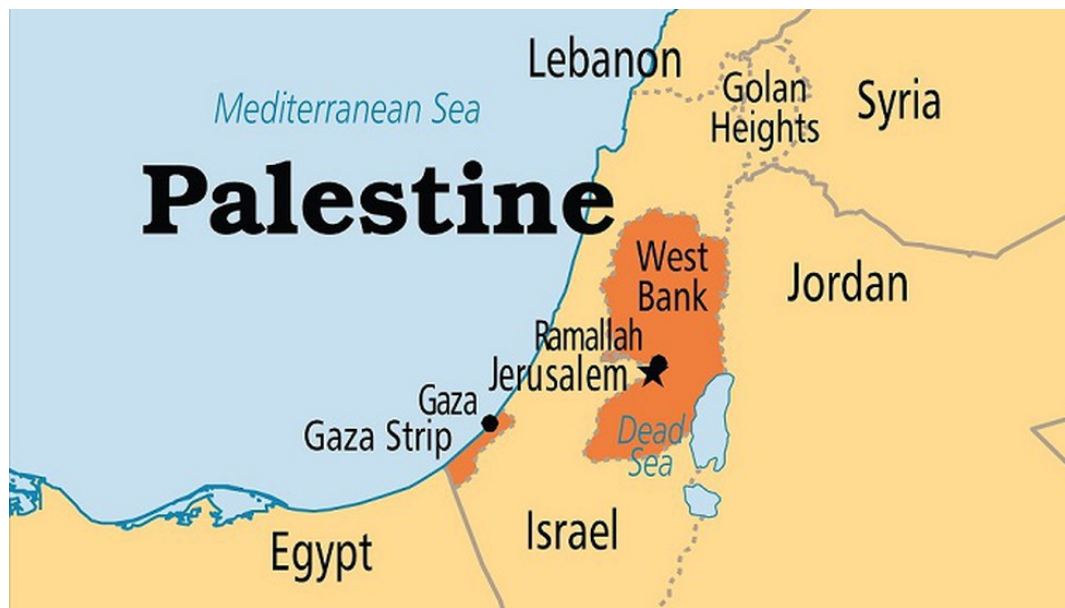 Lebanon
Golan
Heights
Syria
Mediterranean Sea
Palestine
West
Bank
Jordan
Ramallah
Jerusalem
Gaza
Gaza Strip
Dead
Sea
Israel
Egypt